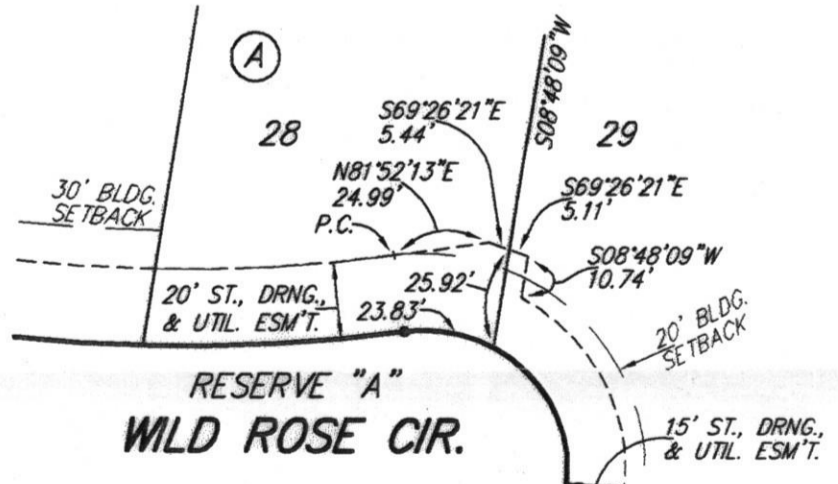 A
28
29
S08°48'09"W
S69°26'21"E
5.44'
N81°52'13"E
24.99'
P.C.
S69°26'21"E
5.11'
S08°48'09"W
10.74'
30' BLDG.
SETBACK
20' ST., DRNG.,
& UTIL. ESM'T.
23.83'
25.92'
20' BLDG.
SETBACK
RESERVE "A"
WILD ROSE CIR.
15' ST., DRNG.,
& UTIL. ESM'T.